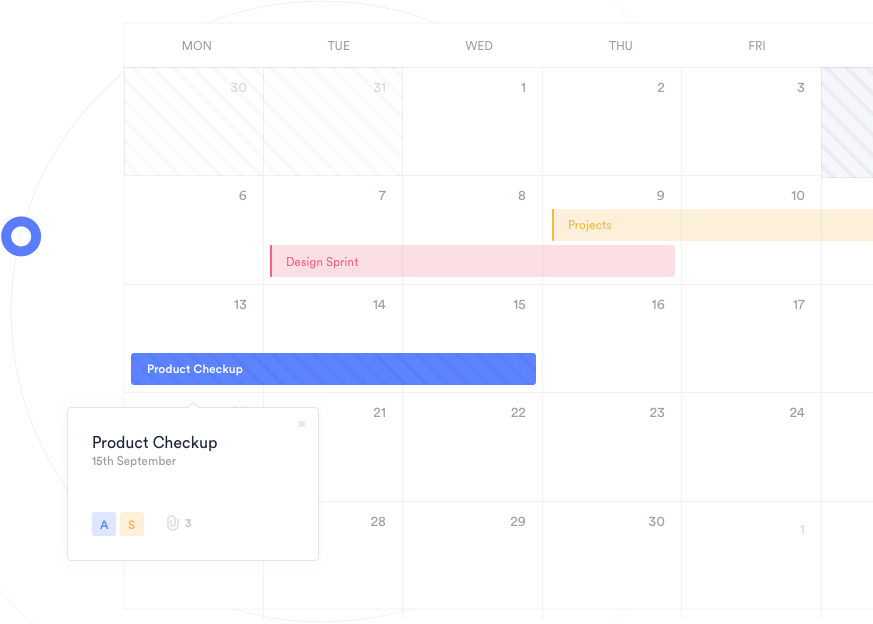 MON TUE WED THU FRI
30 31 1 2 3
6 7 8 9 10
Projects
Design Sprint
13 14 15 16 17
Product Checkup
21 22 23 24
Product Checkup
15th September
A S 3
28 29 30 1